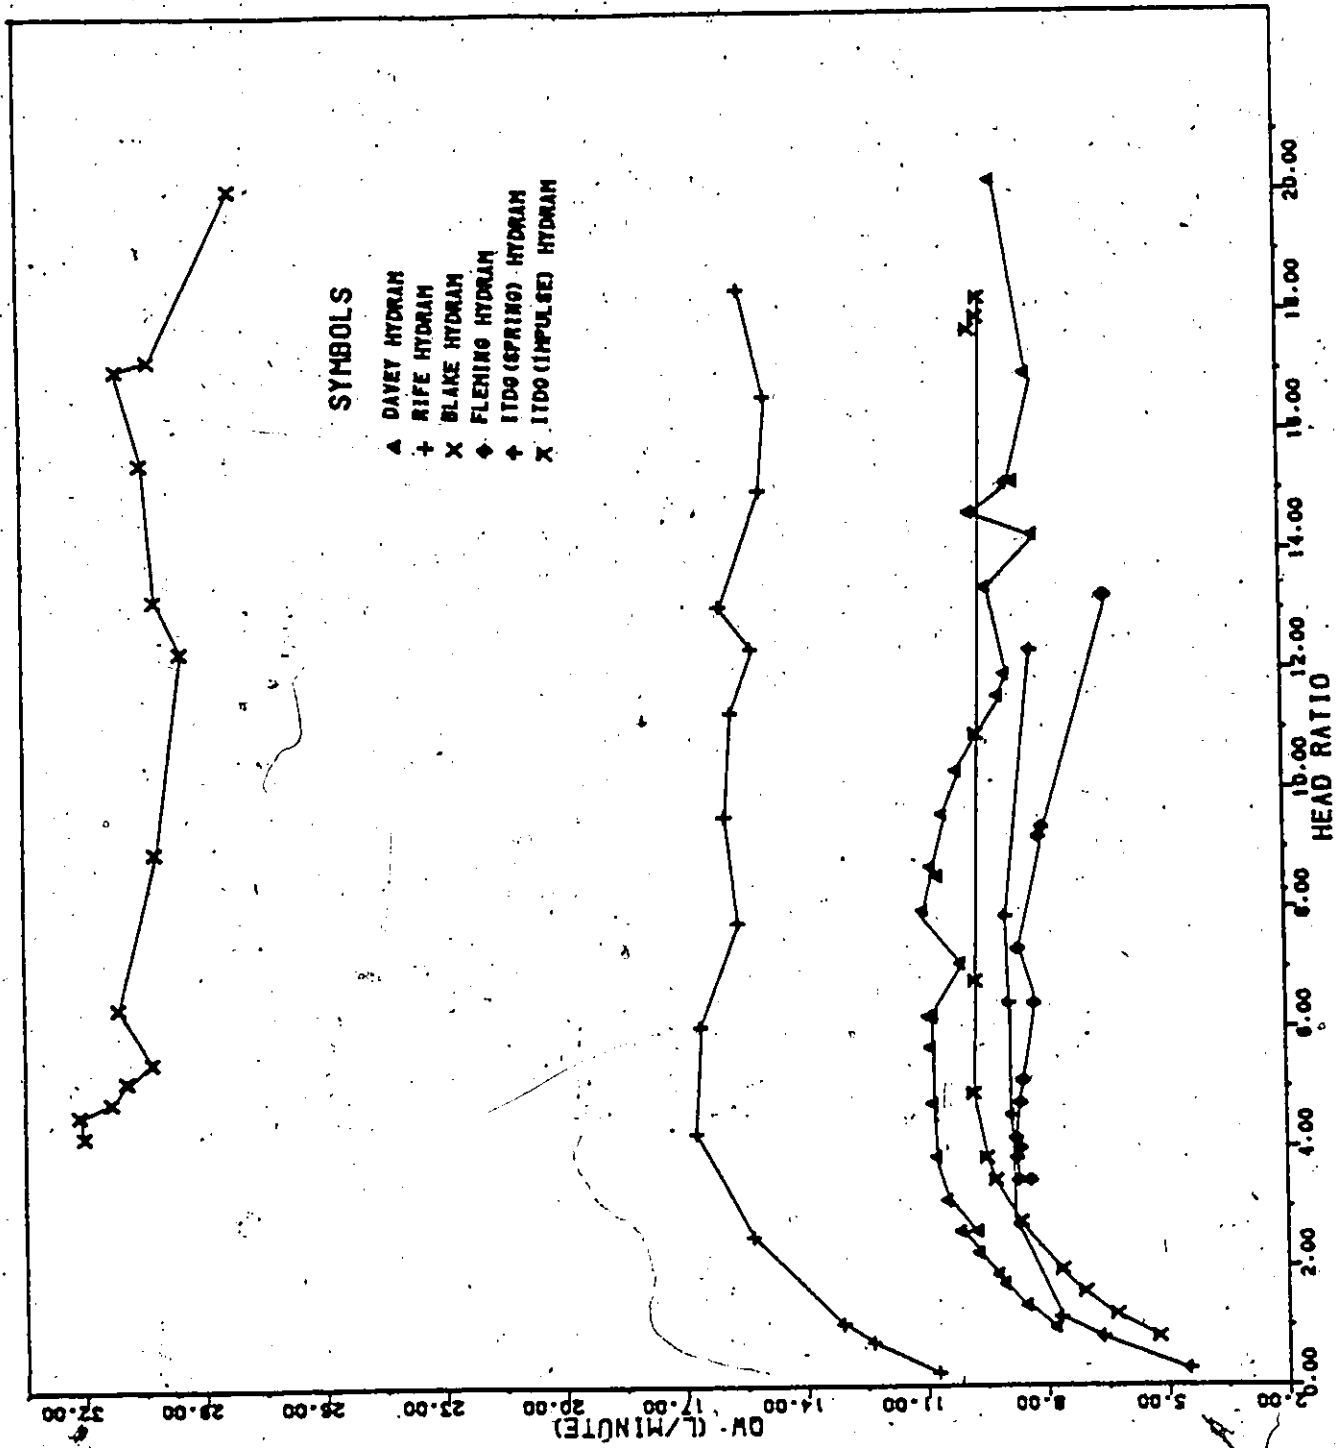 SYMBOLS
DAVEY HYDRAM
RIFE HYDRAM
BLAKE HYDRAM
FLEMING HYDRAM
ITDG(SPRING) HYDRAM
ITDG(IMPULSE) HYDRAM
QW (L/MINUTE)
32.00
29.00
26.00
23.00
20.00
17.00
14.00
11.00
8.00
5.00
2.00
0.00
2.00
4.00
6.00
8.00
10.00
12.00
14.00
16.00
18.00
20.00
HEAD RATIO